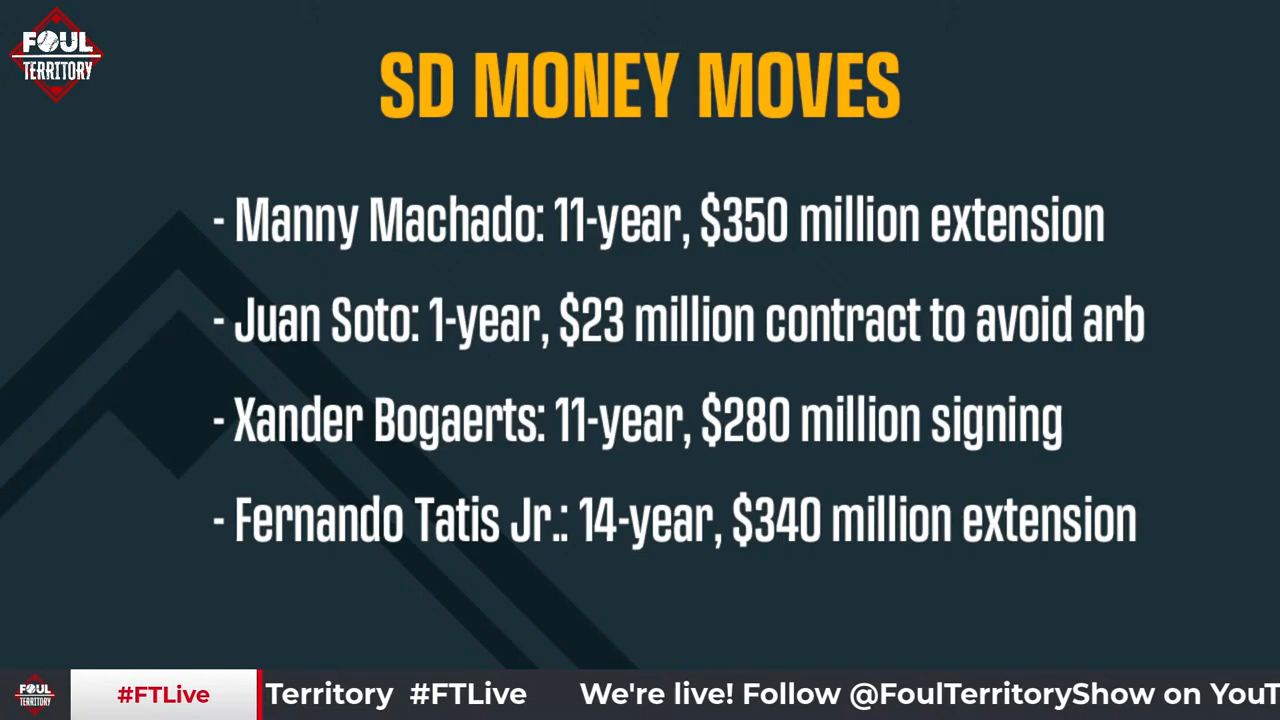 FOUL
TERRITORY
SD MONEY MOVES
- Manny Machado: 11-year, $350 million extension
- Juan Soto: 1-year, $23 million contract to avoid arb
- Xander Bogaerts: 11-year, $280 million signing
- Fernando Tatis Jr.: 14-year, $340 million extension
FOUL
TERRITORY
#FTLive
Territory #FTLive We're live! Follow @FoulTerritoryShow on YouT